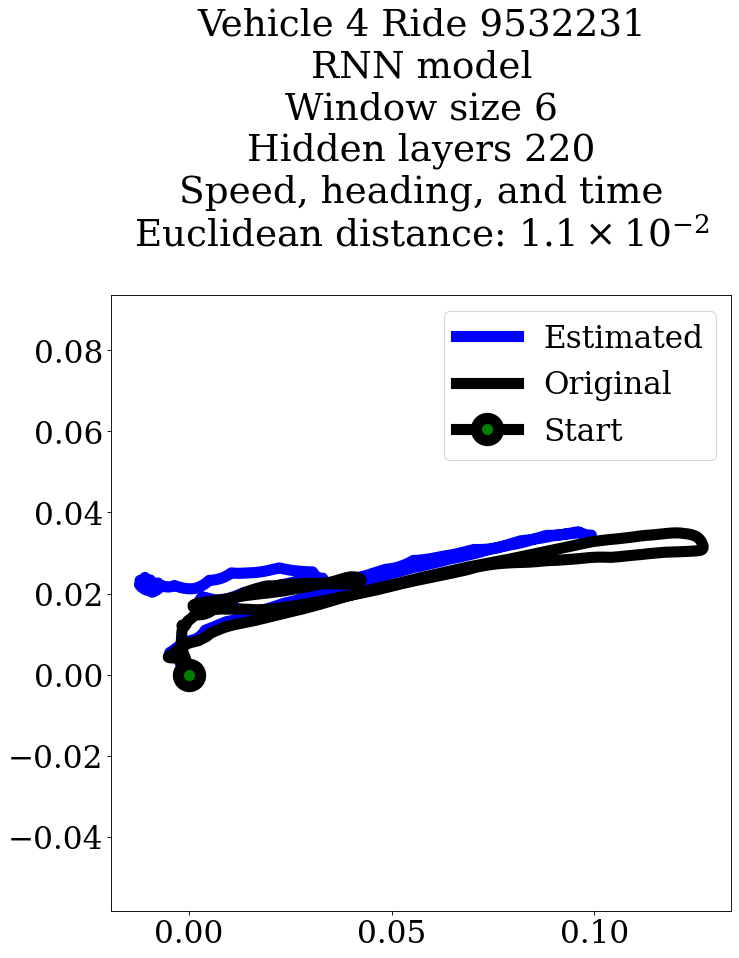 Vehicle 4 Ride 9532231
RNN model
Window size 6
Hidden layers 220
Speed, heading, and time
Euclidean distance: 1.1 × 10⁻²
Estimated
Original
Start
0.08
0.06
0.04
0.02
0.00
−0.02
−0.04
0.00 0.05 0.10